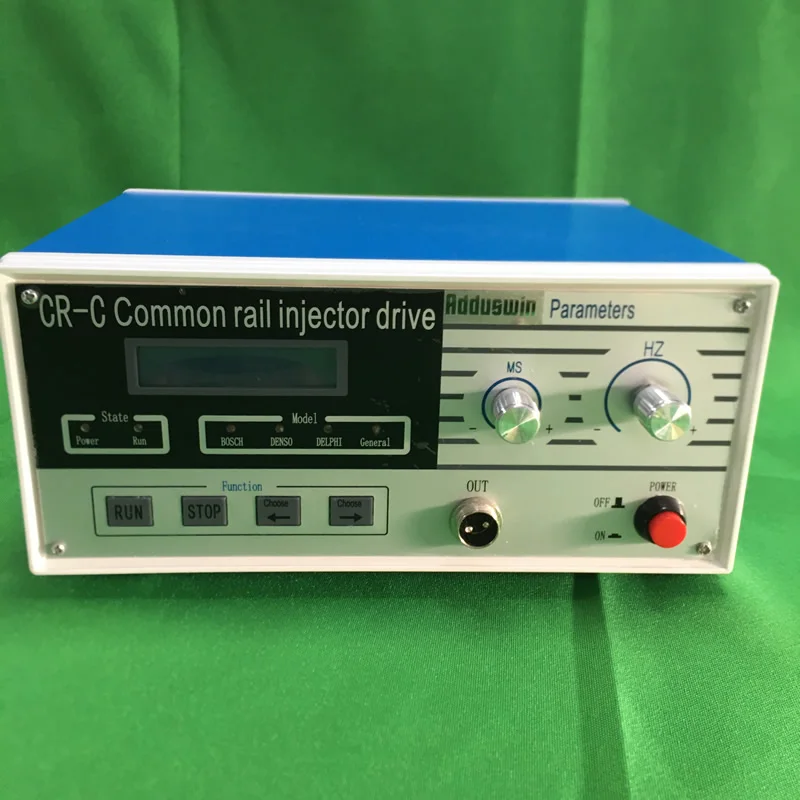 CR-C Common rail injector drive
Adduswin Parameters
MS
HZ
- +
- +
State
Power Run
Model
BOSCH DENSO DELPHI General
Function
RUN STOP Choose ← Choose →
OUT
POWER
OFF
ON